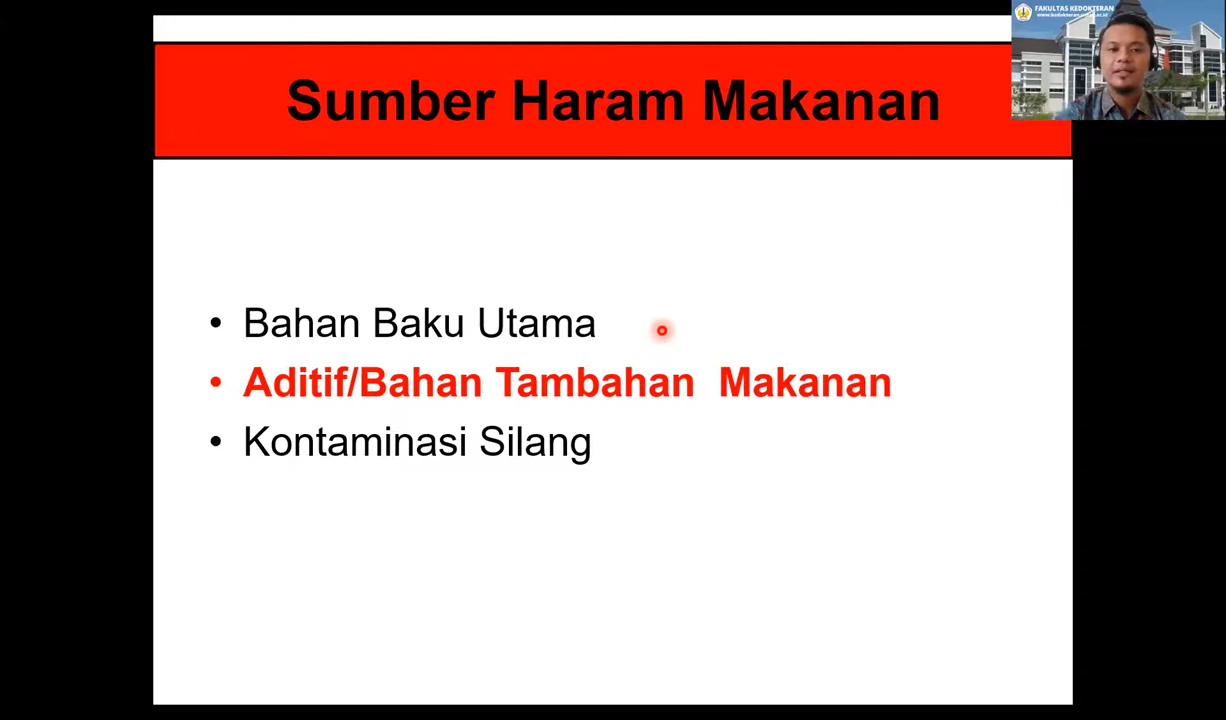 FAKULTAS KEDOKTERAN
Sumber Haram Makanan
• Bahan Baku Utama
• Aditif/Bahan Tambahan Makanan
• Kontaminasi Silang